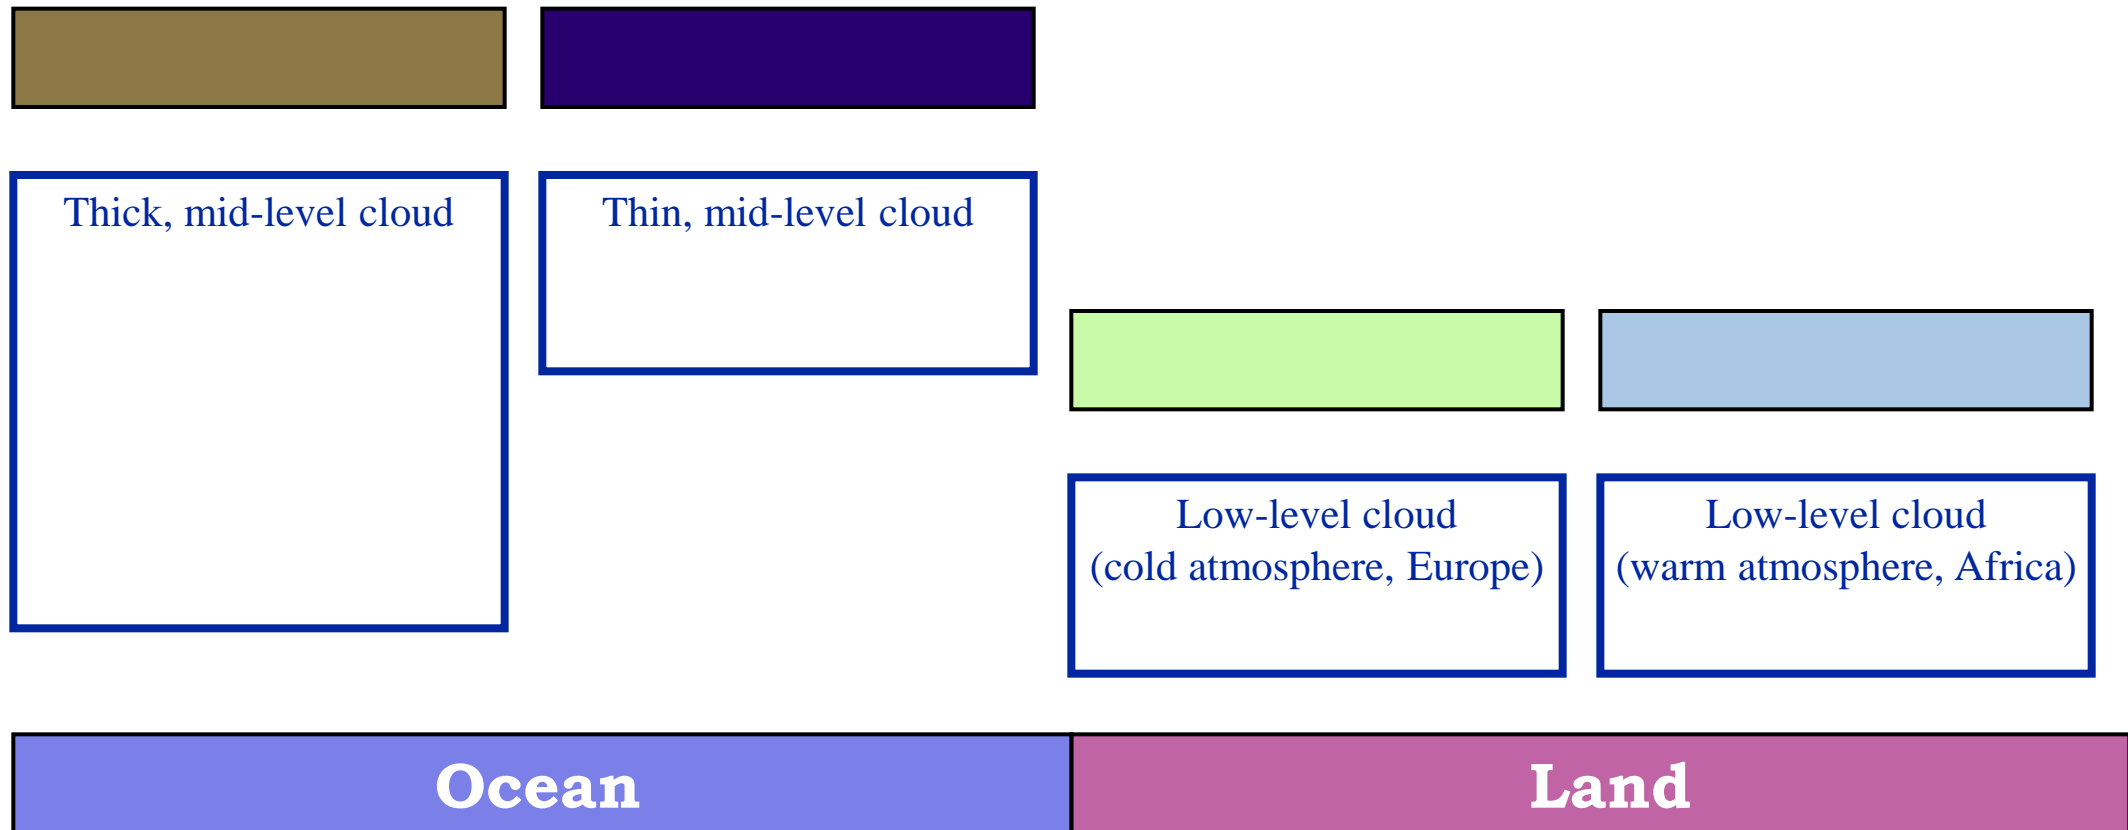 Thick, mid-level cloud
Thin, mid-level cloud
Low-level cloud
(cold atmosphere, Europe)
Low-level cloud
(warm atmosphere, Africa)
Ocean
Land